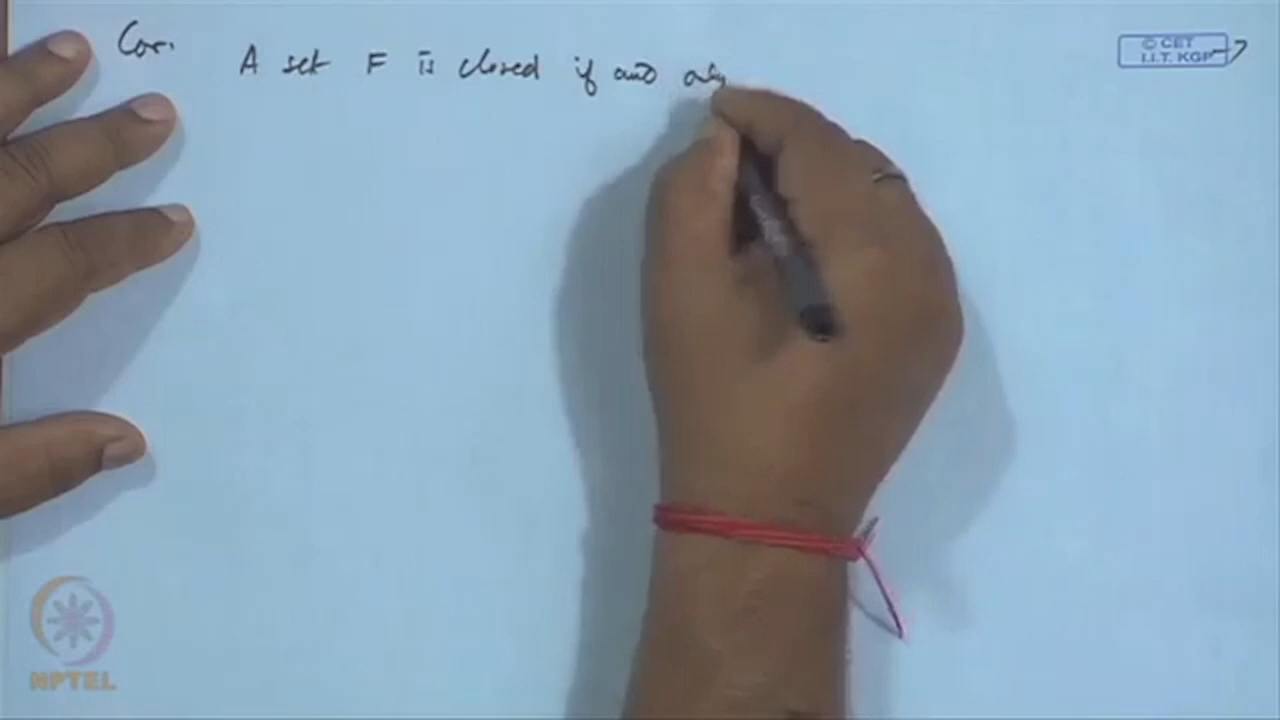 Cor. A set F is closed if and only
© CET
I.I.T. KGP
NPTEL